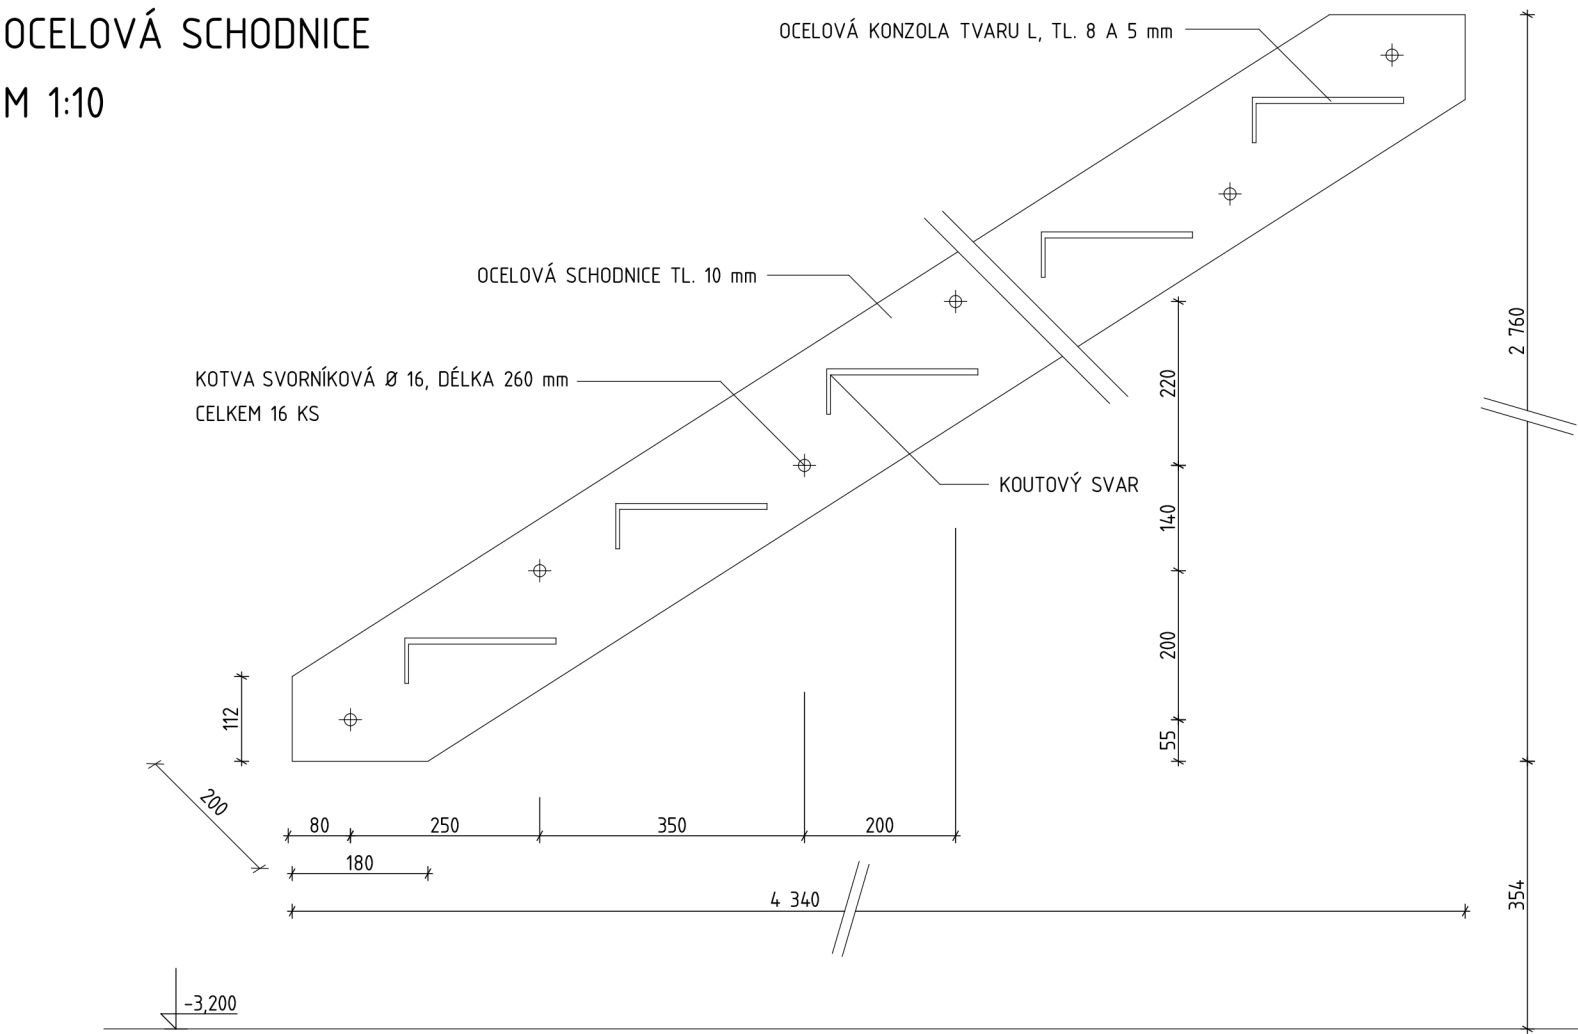 OCELOVÁ SCHODNICE
M 1:10
OCELOVÁ KONZOLA TVARU L, TL. 8 A 5 mm
OCELOVÁ SCHODNICE TL. 10 mm
KOTVA SVORNÍKOVÁ Ø 16, DÉLKA 260 mm
CELKEM 16 KS
KOUTOVÝ SVAR
2 760
220
140
200
55
112
200
80
250
350
200
180
4 340
354
-3,200